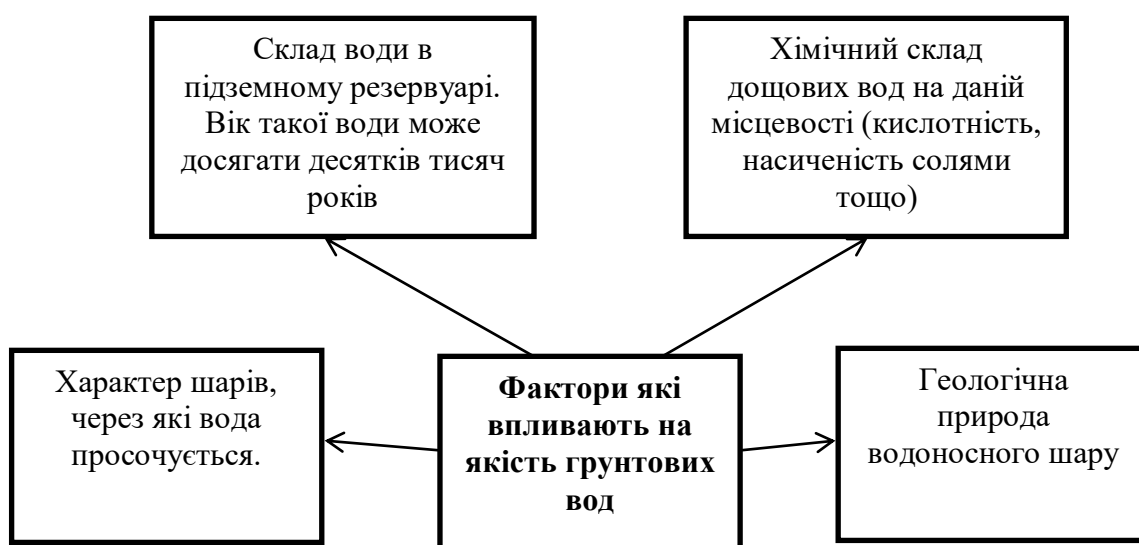 Склад води в
підземному резервуарі.
Вік такої води може
досягати десятків тисяч
років
Хімічний склад
дощових вод на даній
місцевості (кислотність,
насиченість солями
тощо)
Характер шарів,
через які вода
просочується.
Фактори які
впливають на
якість грунтових
вод
Геологічна
природа
водоносного шару